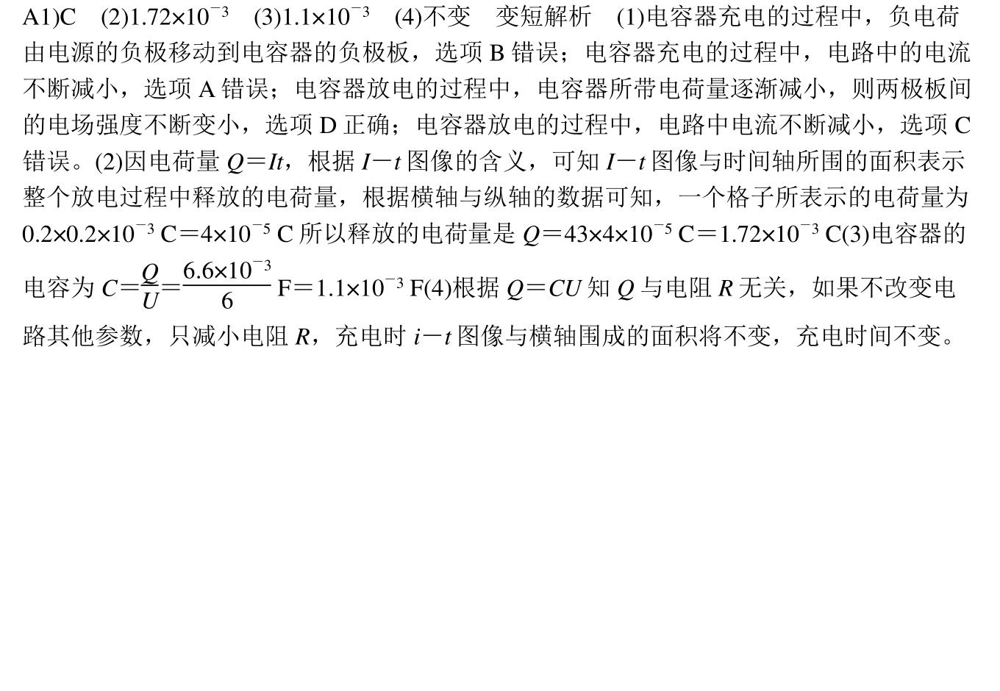 A1)C　(2)1.72×10⁻³　(3)1.1×10⁻³　(4)不变　变短解析　(1)电容器充电的过程中，负电荷
由电源的负极移动到电容器的负极板，选项 B 错误；电容器充电的过程中，电路中的电流
不断减小，选项 A 错误；电容器放电的过程中，电容器所带电荷量逐渐减小，则两极板间
的电场强度不断变小，选项 D 正确；电容器放电的过程中，电路中电流不断减小，选项 C
错误。(2)因电荷量 Q＝It，根据 I－t 图像的含义，可知 I－t 图像与时间轴所围的面积表示
整个放电过程中释放的电荷量，根据横轴与纵轴的数据可知，一个格子所表示的电荷量为
0.2×0.2×10⁻³ C＝4×10⁻⁵ C 所以释放的电荷量是 Q＝43×4×10⁻⁵ C＝1.72×10⁻³ C(3)电容器的
电容为 C＝Q/U＝6.6×10⁻³/6 F＝1.1×10⁻³ F(4)根据 Q＝CU 知 Q 与电阻 R 无关，如果不改变电
路其他参数，只减小电阻 R，充电时 i－t 图像与横轴围成的面积将不变，充电时间不变。